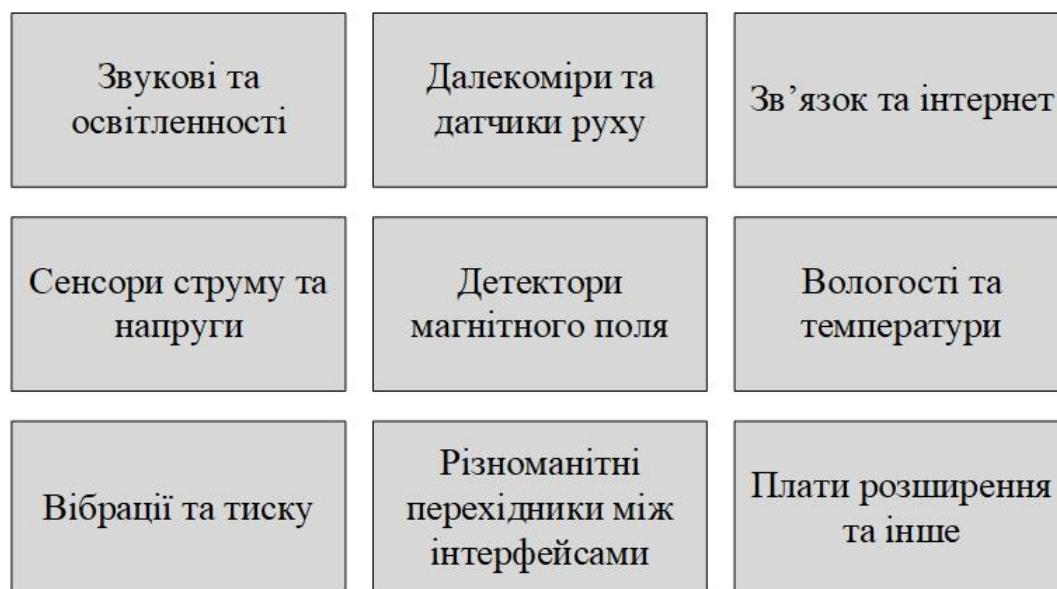 Звукові та
освітленності
Далекоміри та
датчики руху
Зв’язок та інтернет
Сенсори струму та
напруги
Детектори
магнітного поля
Вологості та
температури
Вібрації та тиску
Різноманітні
перехідники між
інтерфейсами
Плати розширення
та інше